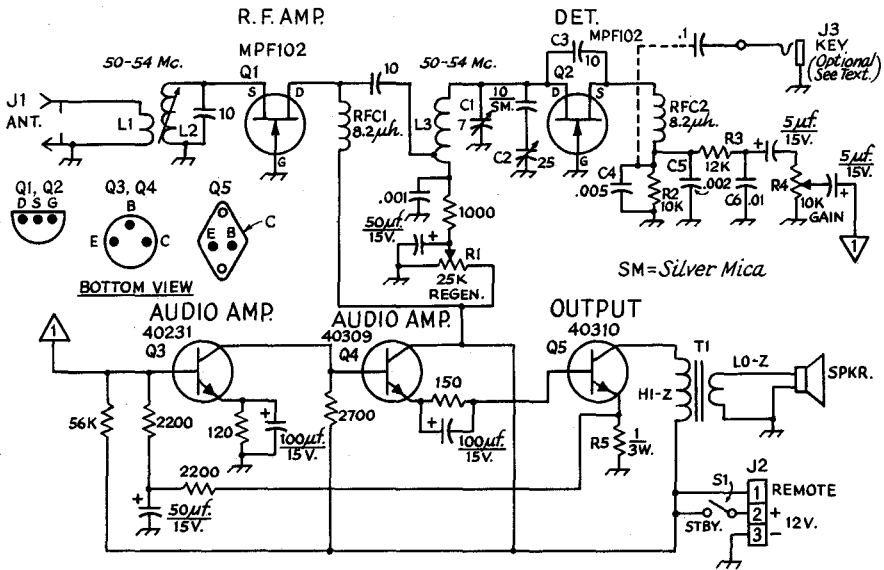 R.F. AMP.
DET.
MPF102
MPF102
50-54 Mc.
50-54 Mc.
J1
ANT.
L1
L2
10
Q1
S
D
G
10
RFC1
8.2µh.
L3
C1
7
10
SM.
C2
25
C3
10
Q2
D
S
G
RFC2
8.2µh.
.1
J3
KEY
(Optional)
See Text.
C4
.005
R2
10K
C5
.002
R3
12K
C6
.01
+
5µf.
15V.
R4
10K
GAIN
5µf.
15V.
+
1
Q1, Q2
D S G
Q3, Q4
B
E
C
Q5
E B
C
BOTTOM VIEW
.001
50µf.
15V.
+
1000
R1
25K
REGEN.
SM=Silver Mica
AUDIO AMP.
AUDIO AMP.
OUTPUT
1
40231
Q3
40309
Q4
40310
Q5
T1
HI-Z
LO-Z
SPKR.
56K
2200
120
+
100µf.
15V.
2700
150
+
100µf.
15V.
R5
1
3W.
2200
+
50µf.
15V.
S1
STBY.
J2
1 REMOTE
2 +
12V.
3 -